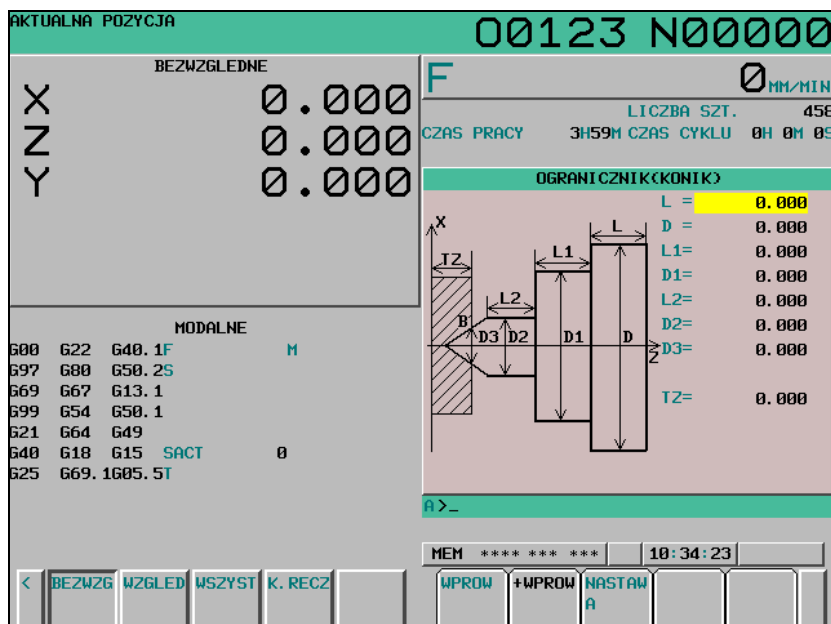 AKTUALNA POZYCJA
O0123 N00000
BEZWZGLEDNE
X 0.000
Z 0.000
Y 0.000
F 0 MM/MIN
LICZBA SZT. 458
CZAS PRACY 3H59M CZAS CYKLU 0H 0M 0S
OGRANICZNIK(KONIK)
L = 0.000
D = 0.000
L1= 0.000
D1= 0.000
L2= 0.000
D2= 0.000
D3= 0.000
TZ= 0.000
X
L
TZ
L1
L2
B
D3 D2 D1 D Z
MODALNE
G00 G22 G40.1 F M
G97 G80 G50.2 S
G69 G67 G13.1
G99 G54 G50.1
G21 G64 G49
G40 G18 G15 SACT 0
G25 G69.1 G05.5 T
A>_
MEM **** *** *** 10:34:23
< BEZWZG WZGLED WSZYST K.RECZ
WPROW +WPROW NASTAW
A